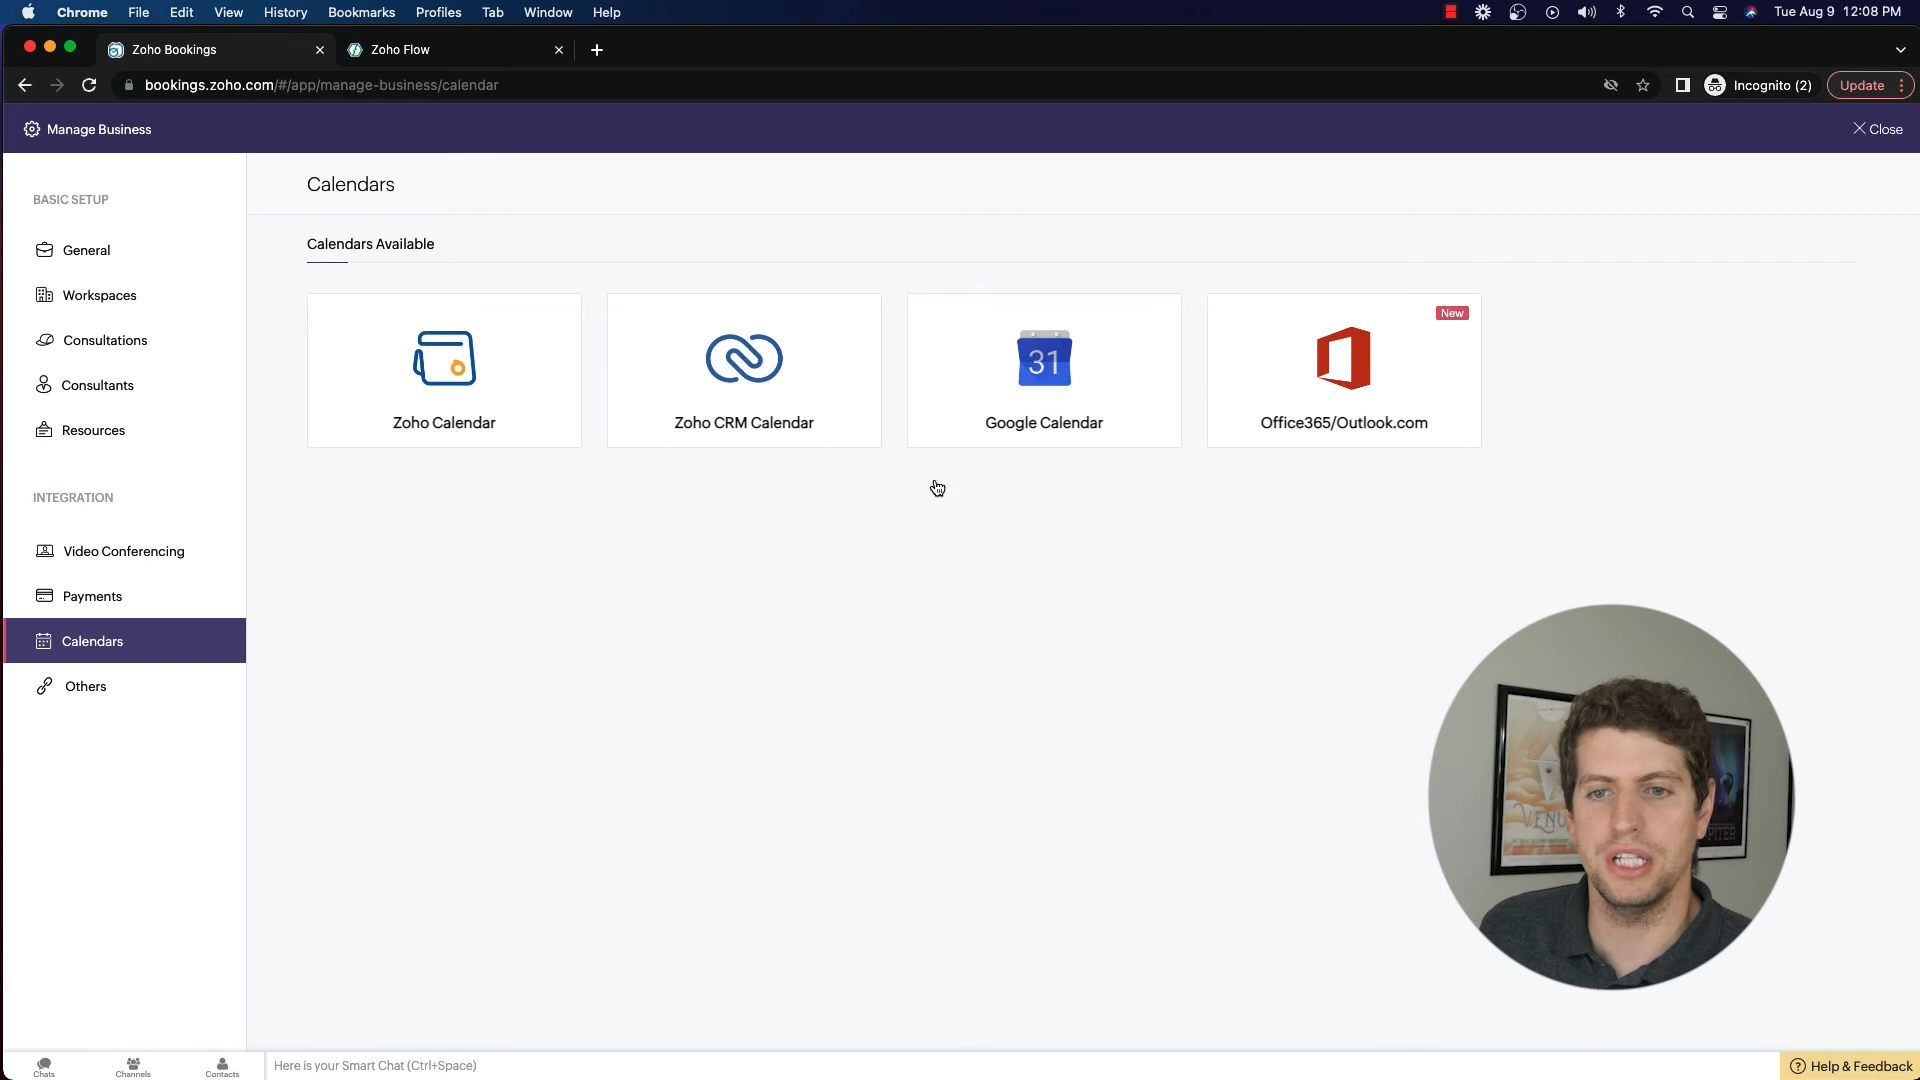 Chrome File Edit View History Bookmarks Profiles Tab Window Help
Tue Aug 9 12:08 PM
Zoho Bookings
Zoho Flow
bookings.zoho.com/#/app/manage-business/calendar
Incognito (2)
Update
Manage Business
Close
BASIC SETUP
General
Workspaces
Consultations
Consultants
Resources
INTEGRATION
Video Conferencing
Payments
Calendars
Others
Calendars
Calendars Available
Zoho Calendar
Zoho CRM Calendar
31
Google Calendar
New
Office365/Outlook.com
VENU
PITER
Chats
Channels
Contacts
Here is your Smart Chat (Ctrl+Space)
Help & Feedback